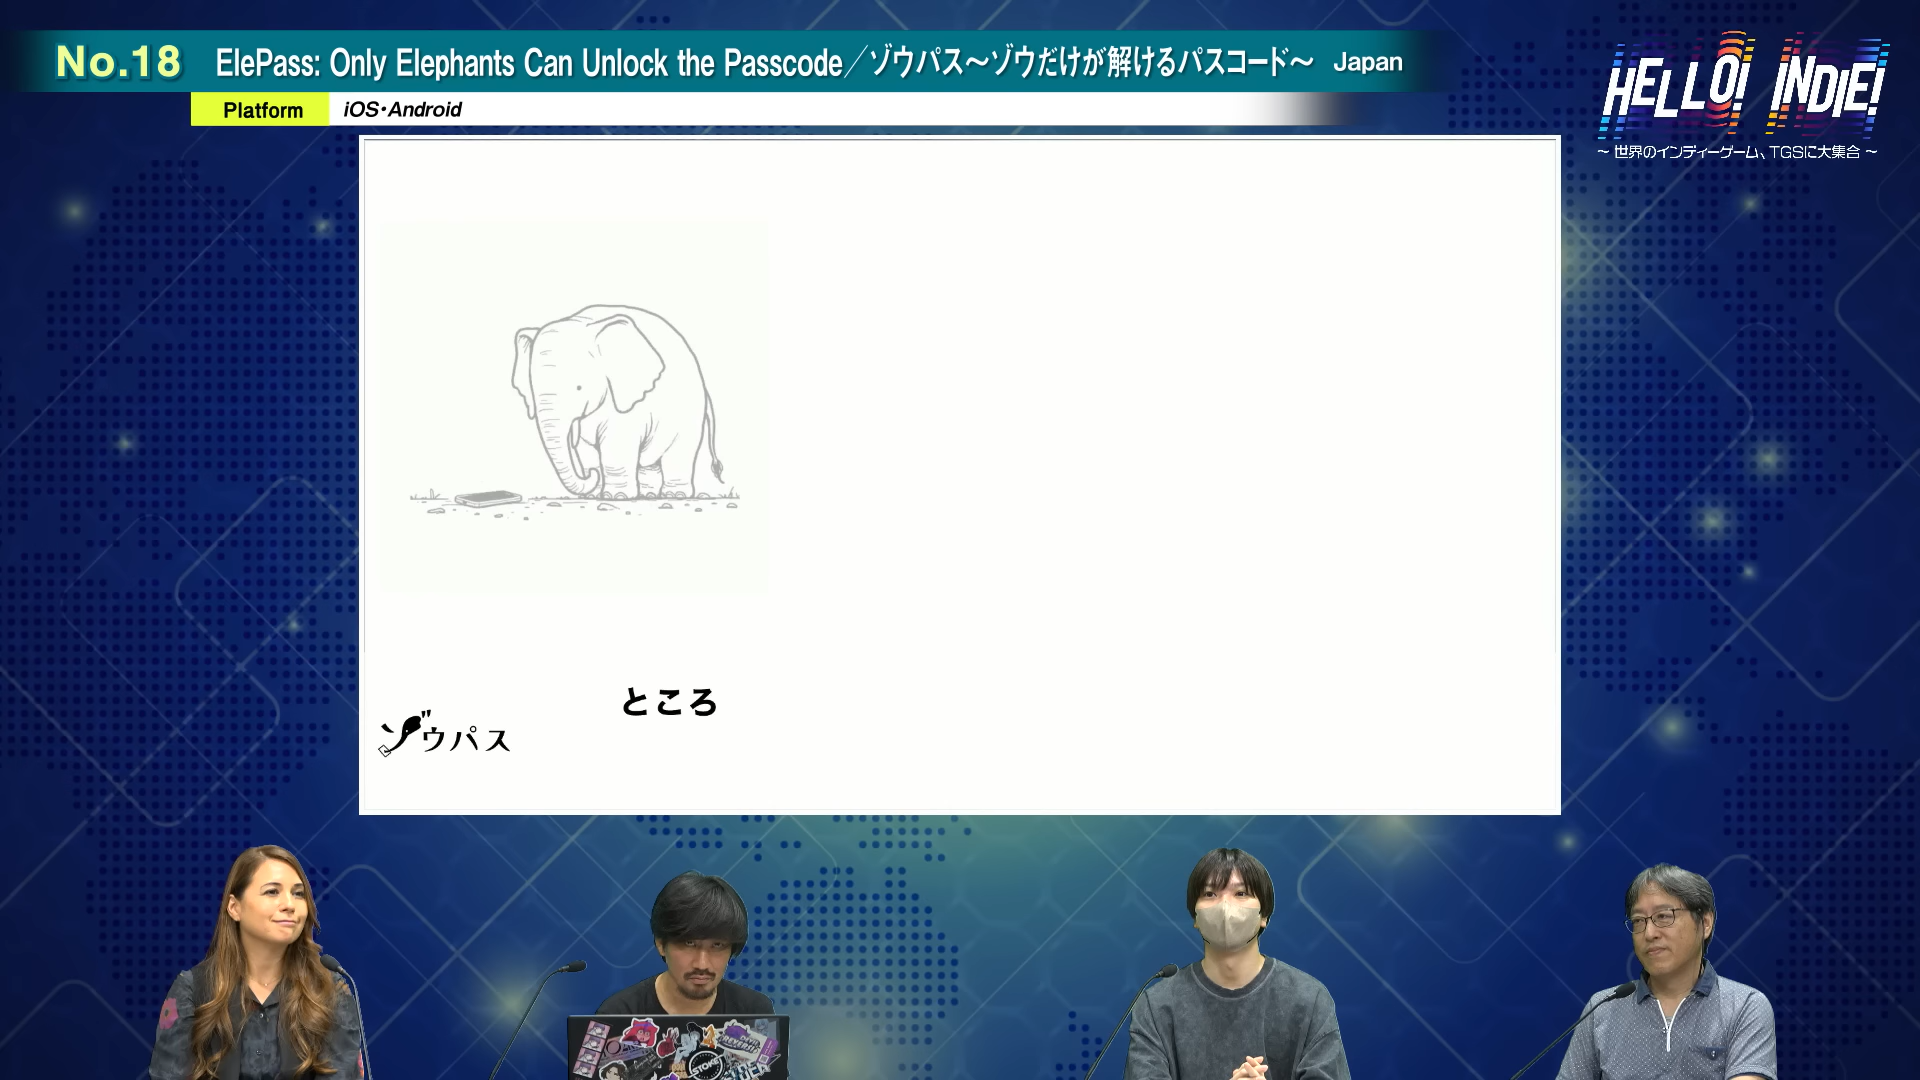 No.18 ElePass: Only Elephants Can Unlock the Passcode／ゾウパス～ゾウだけが解けるパスコード～ Japan
Platform iOS・Android
HELLO! INDIE!
～ 世界のインディーゲーム、TGSに大集合 ～
ところ
ゾウパス